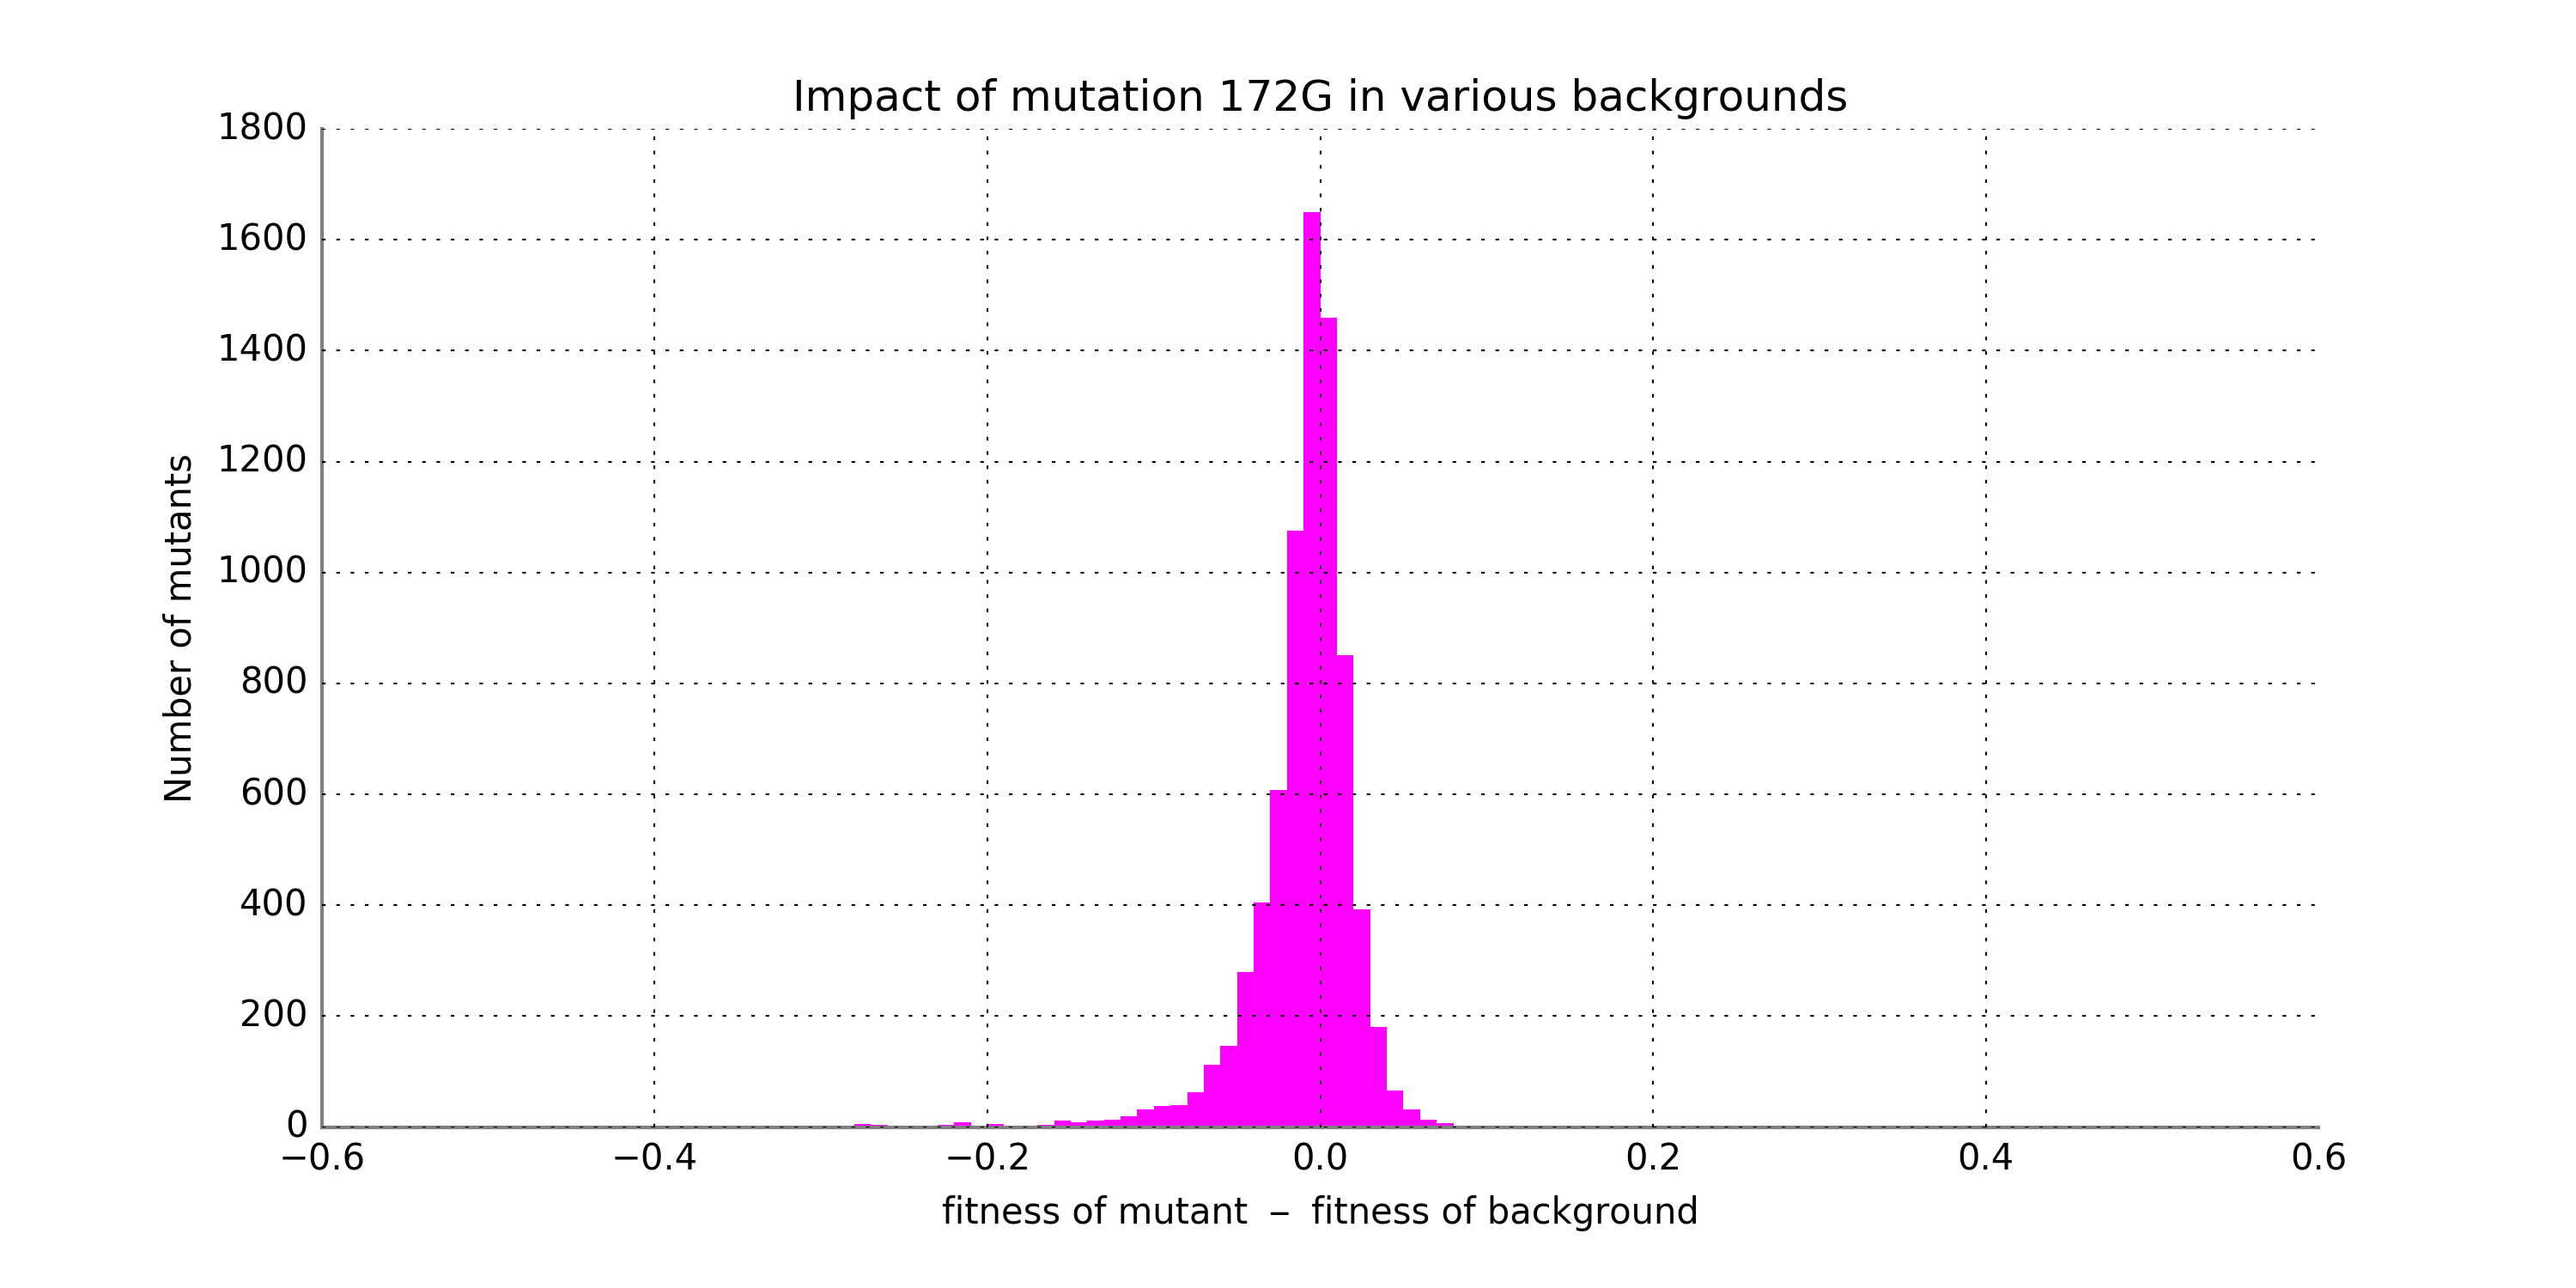 Impact of mutation 172G in various backgrounds
1800
1600
1400
1200
1000
800
600
400
200
0
Number of mutants
−0.6 −0.4 −0.2 0.0 0.2 0.4 0.6
fitness of mutant − fitness of background